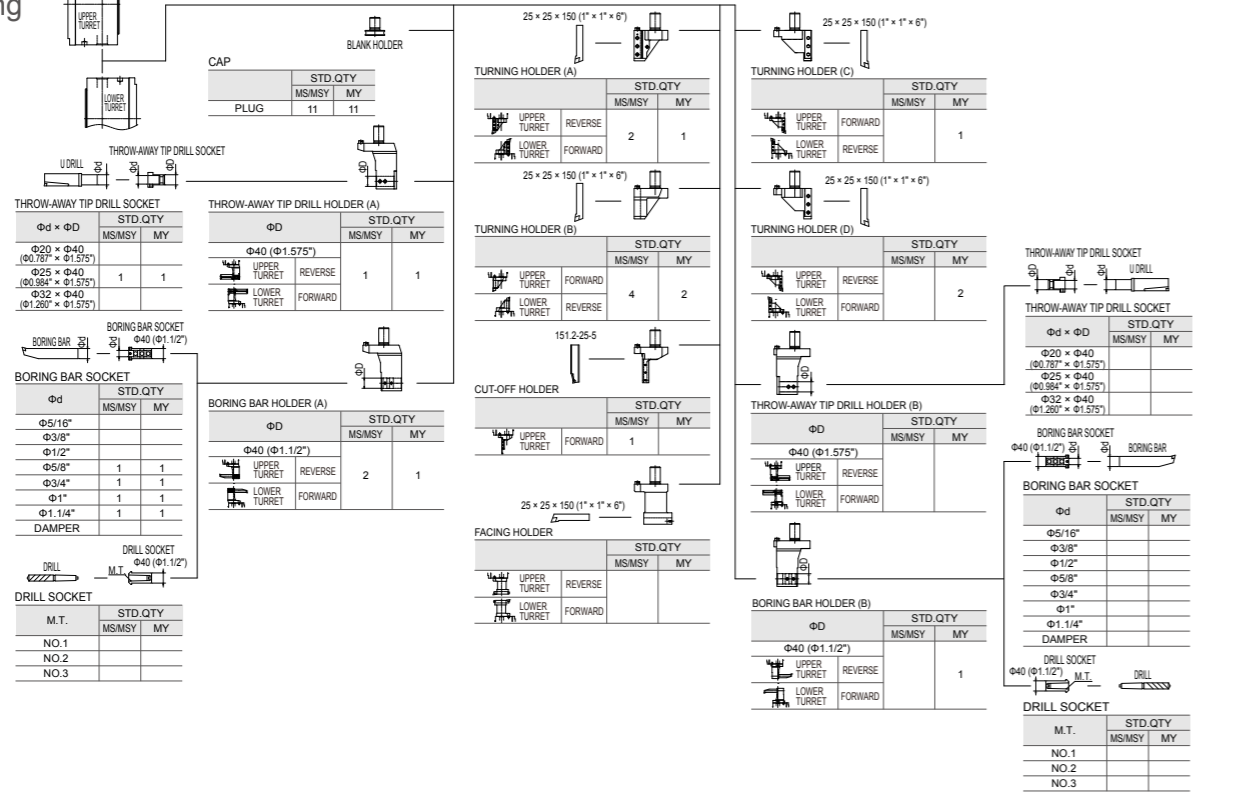 ng
UPPER
TURRET
LOWER
TURRET
BLANK HOLDER
CAP
STD.QTY
MS/MSY MY
PLUG 11 11
THROW-AWAY TIP DRILL SOCKET
U DRILL Φd Φd ΦD
THROW-AWAY TIP DRILL SOCKET
Φd × ΦD STD.QTY
MS/MSY MY
Φ20 × Φ40
(Φ0.787" × Φ1.575")
Φ25 × Φ40
(Φ0.984" × Φ1.575") 1 1
Φ32 × Φ40
(Φ1.260" × Φ1.575")
ΦD
THROW-AWAY TIP DRILL HOLDER (A)
ΦD STD.QTY
MS/MSY MY
Φ40 (Φ1.575")
UPPER TURRET REVERSE 1 1
LOWER TURRET FORWARD
BORING BAR SOCKET
BORING BAR Φd Φd Φ40 (Φ1.1/2")
BORING BAR SOCKET
Φd STD.QTY
MS/MSY MY
Φ5/16"
Φ3/8"
Φ1/2"
Φ5/8" 1 1
Φ3/4" 1 1
Φ1" 1 1
Φ1.1/4" 1 1
DAMPER
ΦD
BORING BAR HOLDER (A)
ΦD STD.QTY
MS/MSY MY
Φ40 (Φ1.1/2")
UPPER TURRET REVERSE 2 1
LOWER TURRET FORWARD
DRILL SOCKET
DRILL M.T. Φ40 (Φ1.1/2")
DRILL SOCKET
M.T. STD.QTY
MS/MSY MY
NO.1
NO.2
NO.3
25 × 25 × 150 (1" × 1" × 6")
TURNING HOLDER (A)
STD.QTY
MS/MSY MY
UPPER TURRET REVERSE 2 1
LOWER TURRET FORWARD
25 × 25 × 150 (1" × 1" × 6")
TURNING HOLDER (B)
STD.QTY
MS/MSY MY
UPPER TURRET FORWARD 4 2
LOWER TURRET REVERSE
151.2-25-5
CUT-OFF HOLDER
STD.QTY
MS/MSY MY
UPPER TURRET FORWARD 1
25 × 25 × 150 (1" × 1" × 6")
FACING HOLDER
STD.QTY
MS/MSY MY
UPPER TURRET REVERSE
LOWER TURRET FORWARD
25 × 25 × 150 (1" × 1" × 6")
TURNING HOLDER (C)
STD.QTY
MS/MSY MY
UPPER TURRET FORWARD 1
LOWER TURRET REVERSE
25 × 25 × 150 (1" × 1" × 6")
TURNING HOLDER (D)
STD.QTY
MS/MSY MY
UPPER TURRET REVERSE 2
LOWER TURRET FORWARD
ΦD
THROW-AWAY TIP DRILL HOLDER (B)
ΦD STD.QTY
MS/MSY MY
Φ40 (Φ1.575")
UPPER TURRET REVERSE
LOWER TURRET FORWARD
ΦD
BORING BAR HOLDER (B)
ΦD STD.QTY
MS/MSY MY
Φ40 (Φ1.1/2")
UPPER TURRET REVERSE 1
LOWER TURRET FORWARD
THROW-AWAY TIP DRILL SOCKET
ΦD Φd Φd U DRILL
THROW-AWAY TIP DRILL SOCKET
Φd × ΦD STD.QTY
MS/MSY MY
Φ20 × Φ40
(Φ0.787" × Φ1.575")
Φ25 × Φ40
(Φ0.984" × Φ1.575")
Φ32 × Φ40
(Φ1.260" × Φ1.575")
BORING BAR SOCKET
Φ40 (Φ1.1/2") Φd Φd BORING BAR
BORING BAR SOCKET
Φd STD.QTY
MS/MSY MY
Φ5/16"
Φ3/8"
Φ1/2"
Φ5/8"
Φ3/4"
Φ1"
Φ1.1/4"
DAMPER
DRILL SOCKET
Φ40 (Φ1.1/2") M.T. DRILL
DRILL SOCKET
M.T. STD.QTY
MS/MSY MY
NO.1
NO.2
NO.3